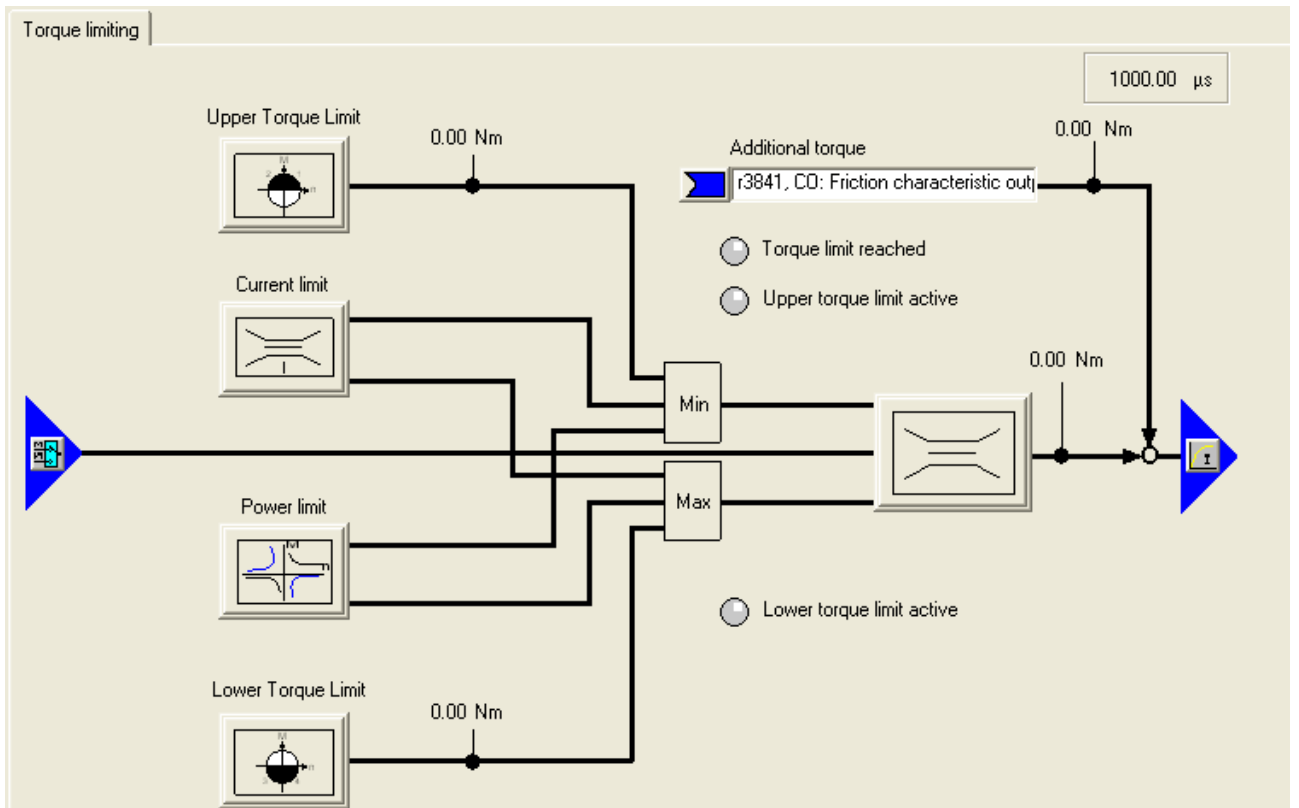 Torque limiting
1000.00 µs
Upper Torque Limit
0.00 Nm
0.00 Nm
Additional torque
r3841, CO: Friction characteristic outp
Torque limit reached
Current limit
Upper torque limit active
0.00 Nm
Min
Max
Power limit
Lower torque limit active
Lower Torque Limit
0.00 Nm